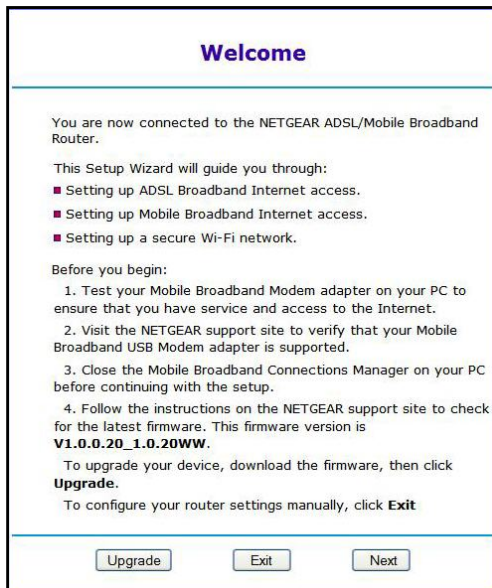 Welcome
You are now connected to the NETGEAR ADSL/Mobile Broadband
Router.
This Setup Wizard will guide you through:
Setting up ADSL Broadband Internet access.
Setting up Mobile Broadband Internet access.
Setting up a secure Wi-Fi network.
Before you begin:
1. Test your Mobile Broadband Modem adapter on your PC to
ensure that you have service and access to the Internet.
2. Visit the NETGEAR support site to verify that your Mobile
Broadband USB Modem adapter is supported.
3. Close the Mobile Broadband Connections Manager on your PC
before continuing with the setup.
4. Follow the instructions on the NETGEAR support site to check
for the latest firmware. This firmware version is
V1.0.0.20_1.0.20WW.
To upgrade your device, download the firmware, then click
Upgrade.
To configure your router settings manually, click Exit
Upgrade Exit Next